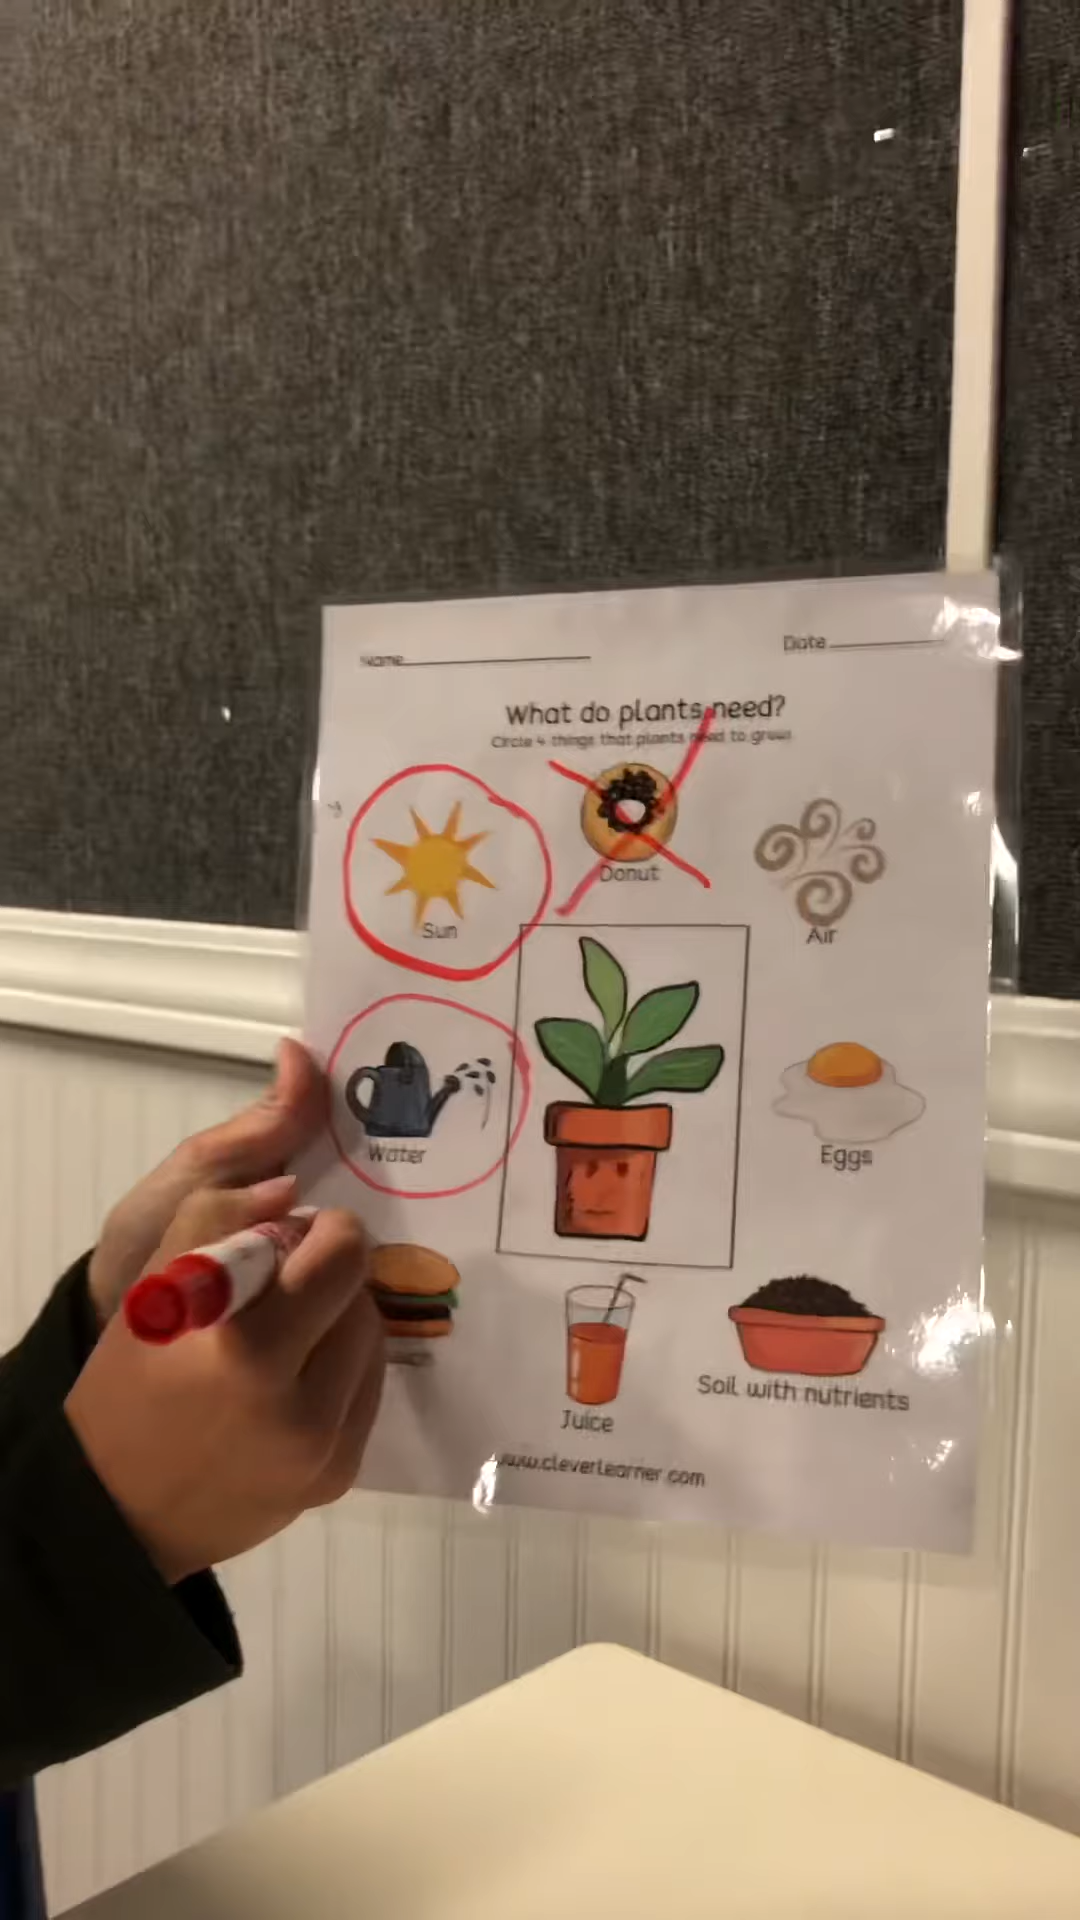 Name
Date
What do plants need?
Circle 4 things that plants need to grow
Sun
Donut
Air
Water
Eggs
Juice
Soil with nutrients
www.cleverlearner.com